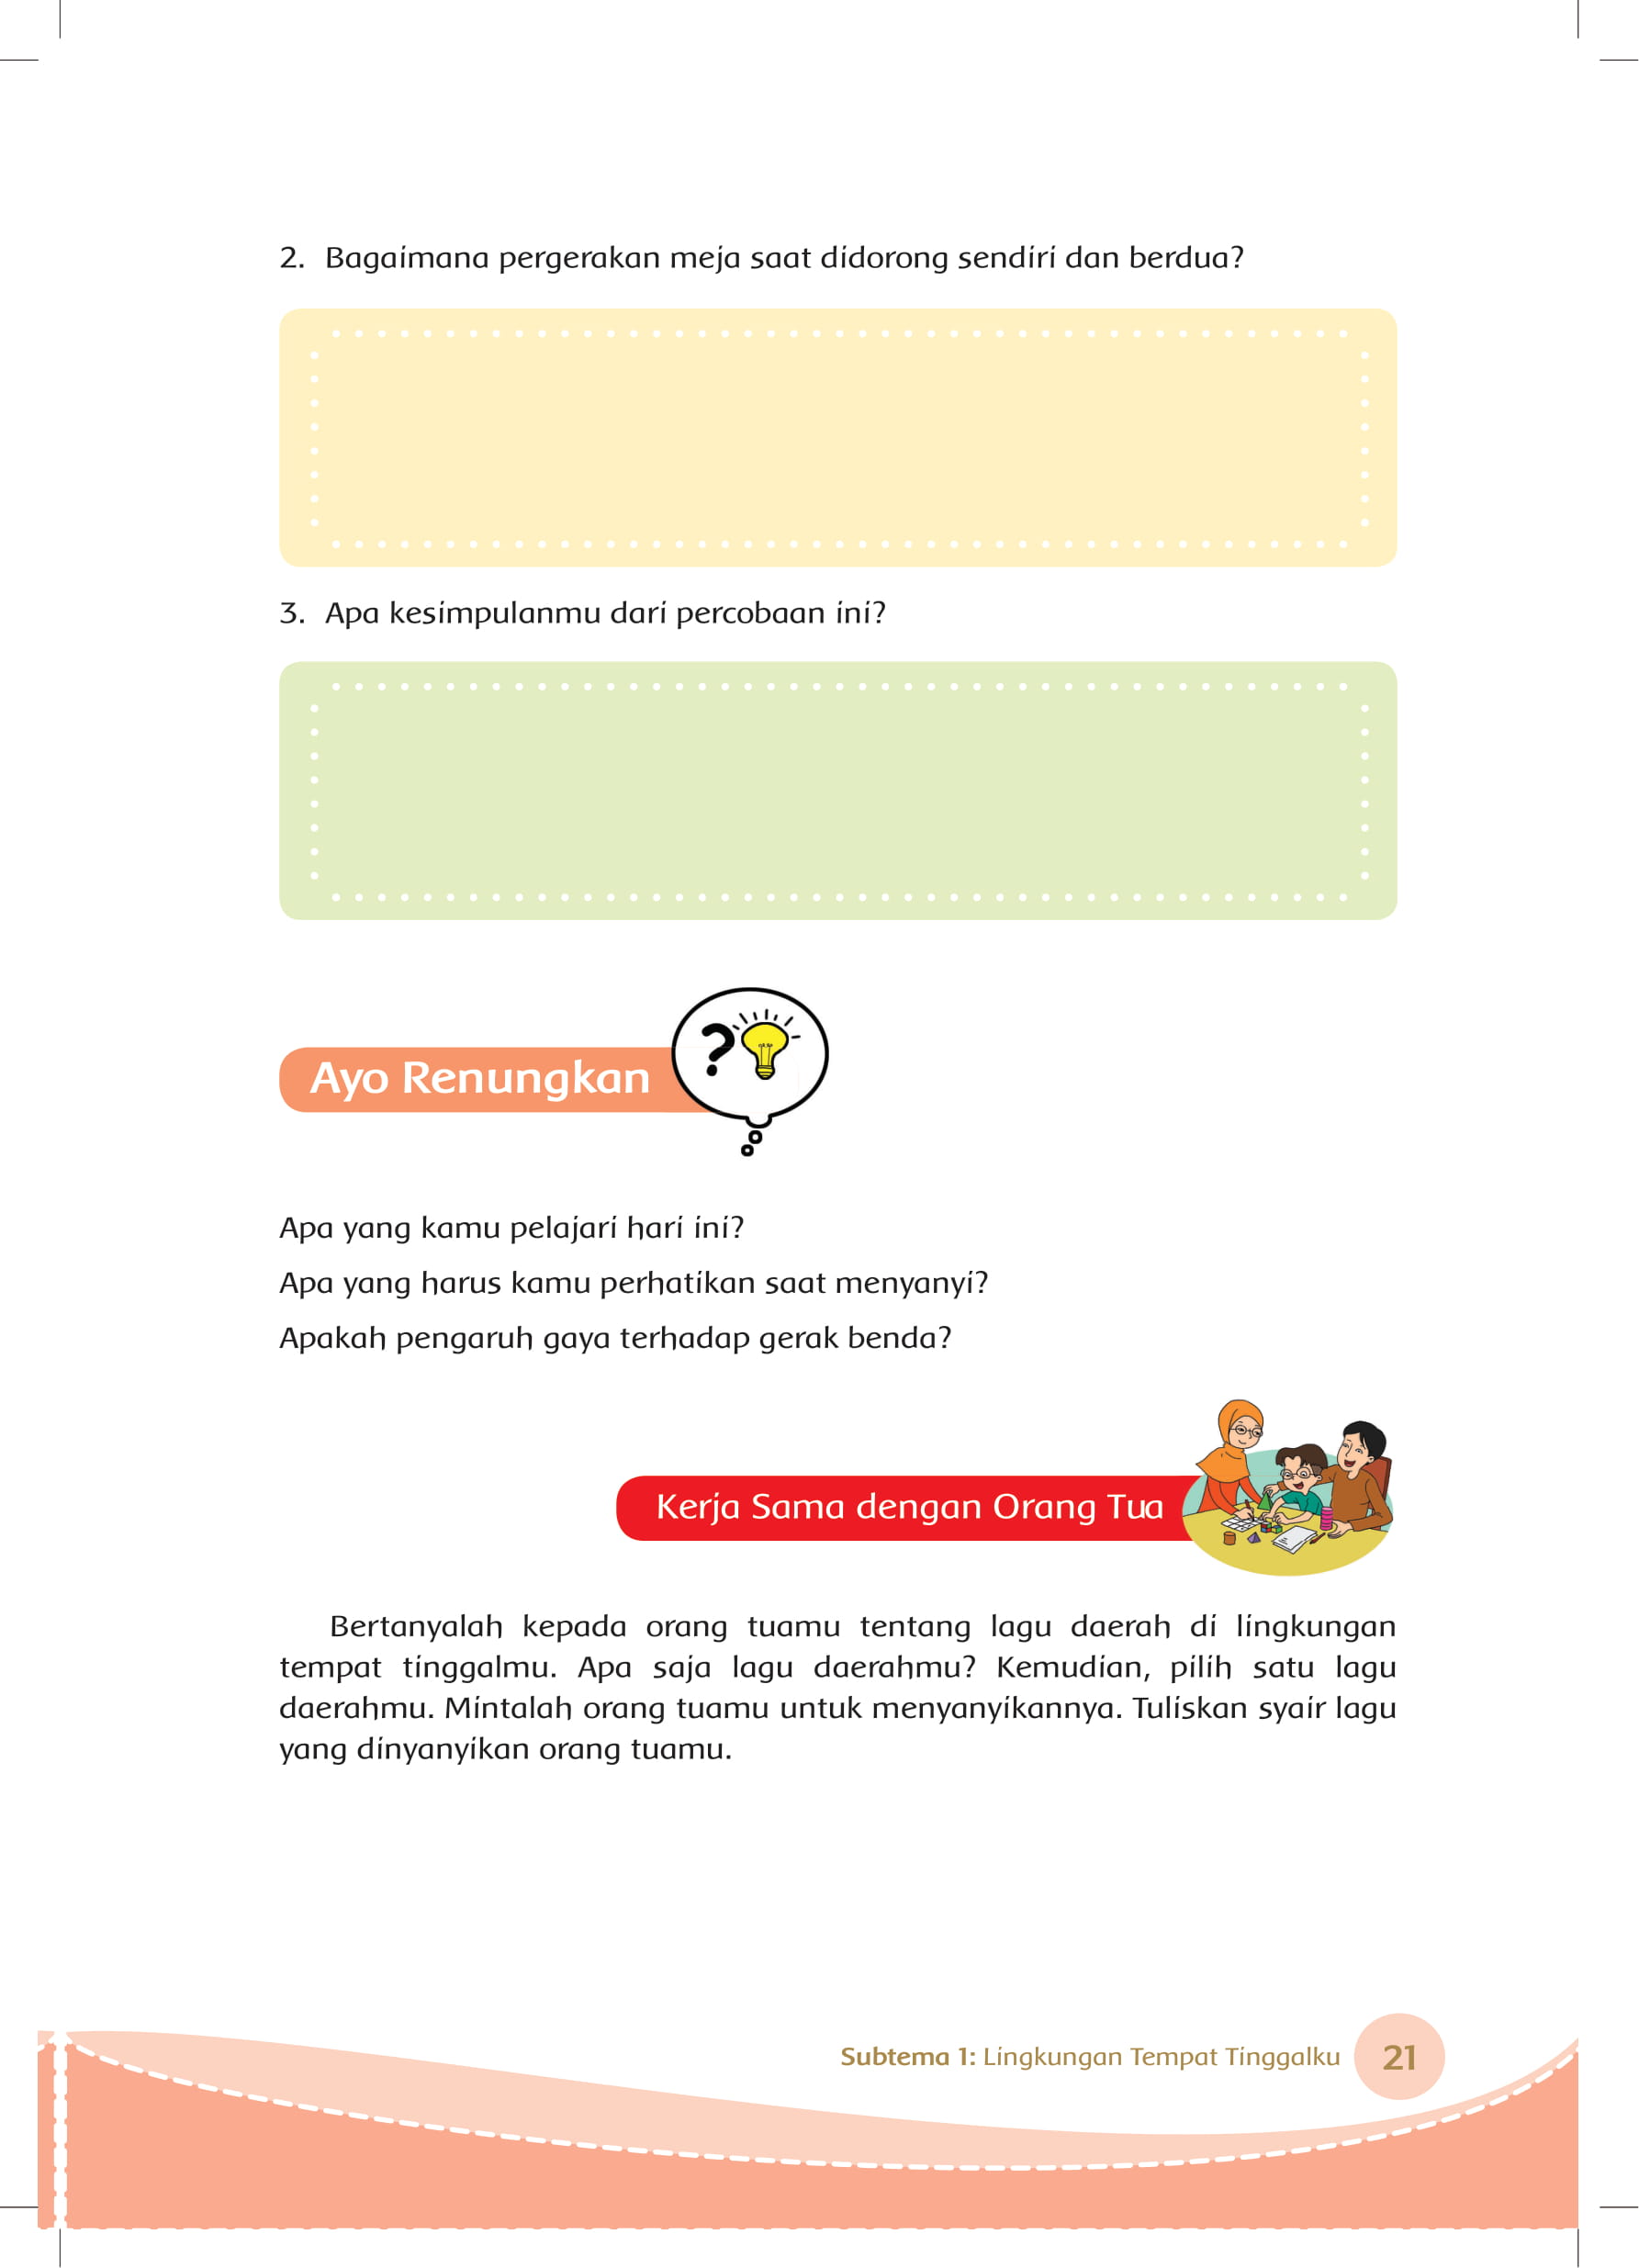 2. Bagaimana pergerakan meja saat didorong sendiri dan berdua?
3. Apa kesimpulanmu dari percobaan ini?
Ayo Renungkan
?
Apa yang kamu pelajari hari ini?
Apa yang harus kamu perhatikan saat menyanyi?
Apakah pengaruh gaya terhadap gerak benda?
Kerja Sama dengan Orang Tua
Bertanyalah kepada orang tuamu tentang lagu daerah di lingkungan
tempat tinggalmu. Apa saja lagu daerahmu? Kemudian, pilih satu lagu
daerahmu. Mintalah orang tuamu untuk menyanyikannya. Tuliskan syair lagu
yang dinyanyikan orang tuamu.
Subtema 1: Lingkungan Tempat Tinggalku 21